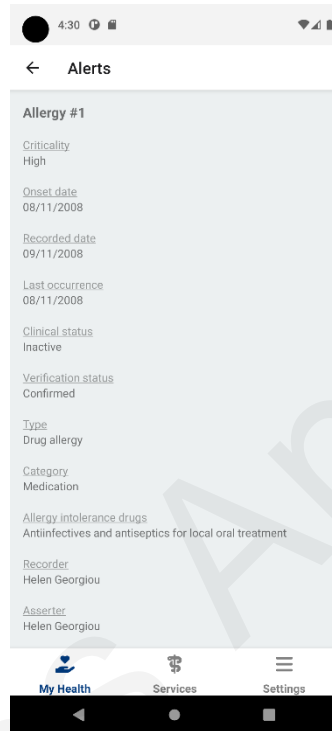 4:30
Alerts
Allergy #1
Criticality
High
Onset date
08/11/2008
Recorded date
09/11/2008
Last occurrence
08/11/2008
Clinical status
Inactive
Verification status
Confirmed
Type
Drug allergy
Category
Medication
Allergy intolerance drugs
Antiinfectives and antiseptics for local oral treatment
Recorder
Helen Georgiou
Asserter
Helen Georgiou
My Health Services Settings